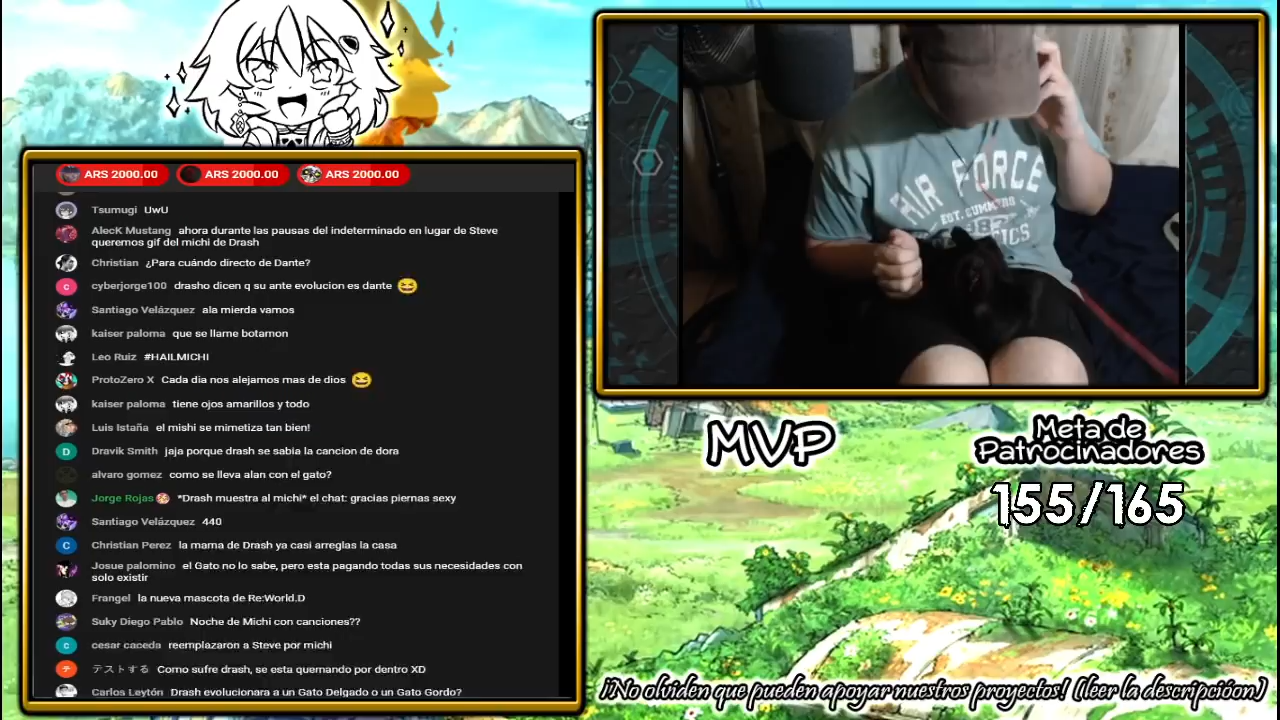 ARS 2000.00 ARS 2000.00 ARS 2000.00
Tsumugi UwU
AlecK Mustang ahora durante las pausas del indeterminado en lugar de Steve
queremos gif del michi de Drash
Christian ¿Para cuándo directo de Dante?
C cyberjorge100 drasho dicen q su ante evolucion es dante
Santiago Velázquez ala mierda vamos
kaiser paloma que se llame botamon
Leo Ruiz #HAILMICHI
ProtoZero X Cada dia nos alejamos mas de dios
kaiser paloma tiene ojos amarillos y todo
Luis Istaña el mishi se mimetiza tan bien!
D Dravik Smith jaja porque drash se sabia la cancion de dora
alvaro gomez como se lleva alan con el gato?
Jorge Rojas *Drash muestra al michi* el chat: gracias piernas sexy
Santiago Velázquez 440
C Christian Perez la mama de Drash ya casi arreglas la casa
Josue palomino el Gato no lo sabe, pero esta pagando todas sus necesidades con
solo existir
Frangel la nueva mascota de Re:World.D
Suky Diego Pablo Noche de Michi con canciones??
c cesar caceda reemplazaron a Steve por michi
テ テストする Como sufre drash, se esta quemando por dentro XD
Carlos Leytón Drash evolucionara a un Gato Delgado o un Gato Gordo?
AIR FORCE
EST.
87
MVP
Meta de
Patrocinadores
155/165
¡¡No olviden que pueden apoyar nuestros proyectos! (leer la descripcióon)